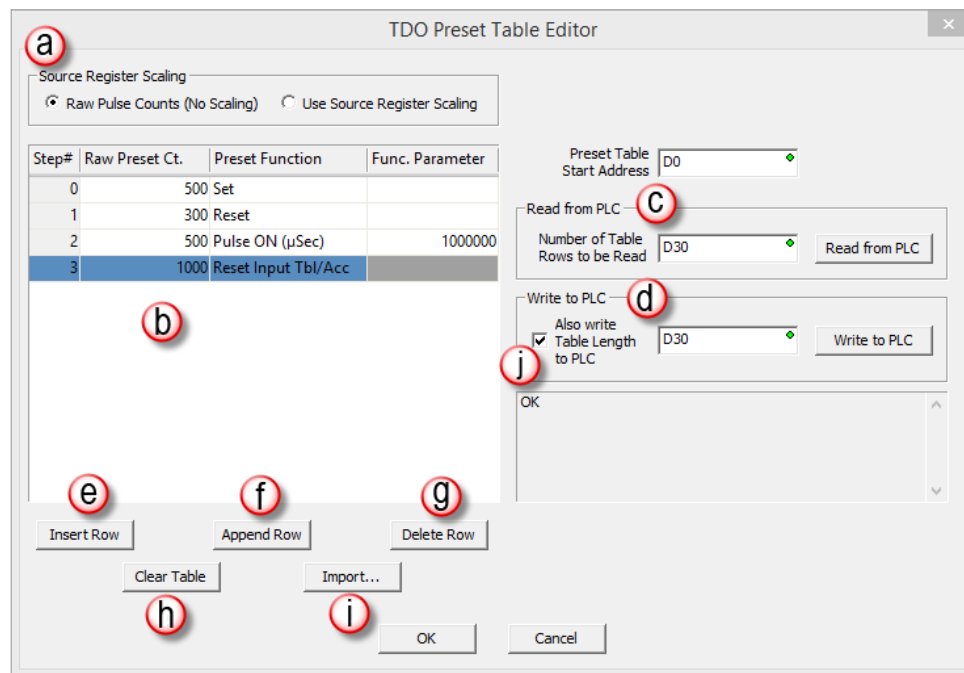 TDO Preset Table Editor
×
a
Source Register Scaling
Raw Pulse Counts (No Scaling) Use Source Register Scaling
Step# Raw Preset Ct. Preset Function Func. Parameter
0 500 Set
1 300 Reset
2 500 Pulse ON (µSec) 1000000
3 1000 Reset Input Tbl/Acc
b
Preset Table
Start Address
D0
Read from PLC
c
Number of Table
Rows to be Read
D30
Read from PLC
Write to PLC
d
Also write
Table Length
to PLC
D30
Write to PLC
j
OK
e
f
g
Insert Row Append Row Delete Row
Clear Table Import...
h
i
OK Cancel